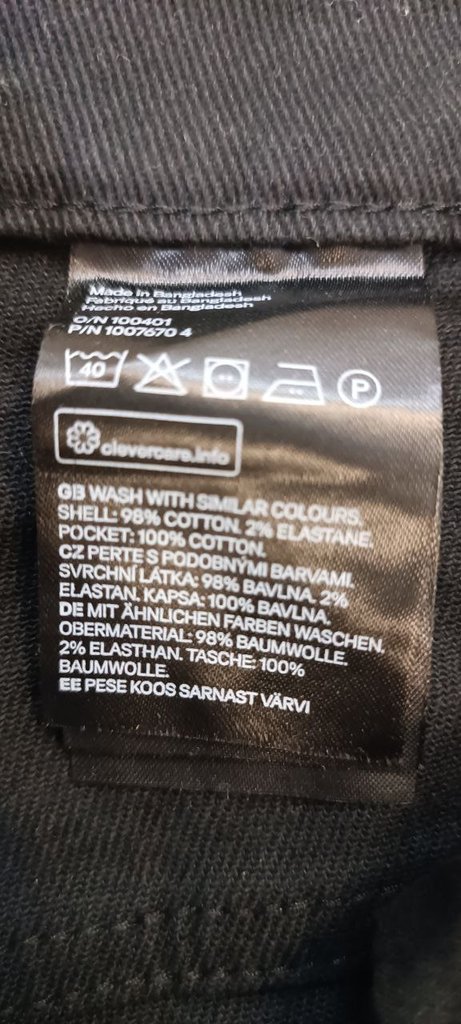 Made in Bangladesh
Fabriqué au Bangladesh
Hecho en Bangladesh
O/N 100401
P/N 1007670 4
40 P
clevercare.info
GB WASH WITH SIMILAR COLOURS.
SHELL: 98% COTTON. 2% ELASTANE.
POCKET: 100% COTTON.
CZ PERTE S PODOBNÝMI BARVAMI.
SVRCHNÍ LÁTKA: 98% BAVLNA. 2%
ELASTAN. KAPSA: 100% BAVLNA.
DE MIT ÄHNLICHEN FARBEN WASCHEN.
OBERMATERIAL: 98% BAUMWOLLE.
2% ELASTHAN. TASCHE: 100%
BAUMWOLLE.
EE PESE KOOS SARNAST VÄRVI